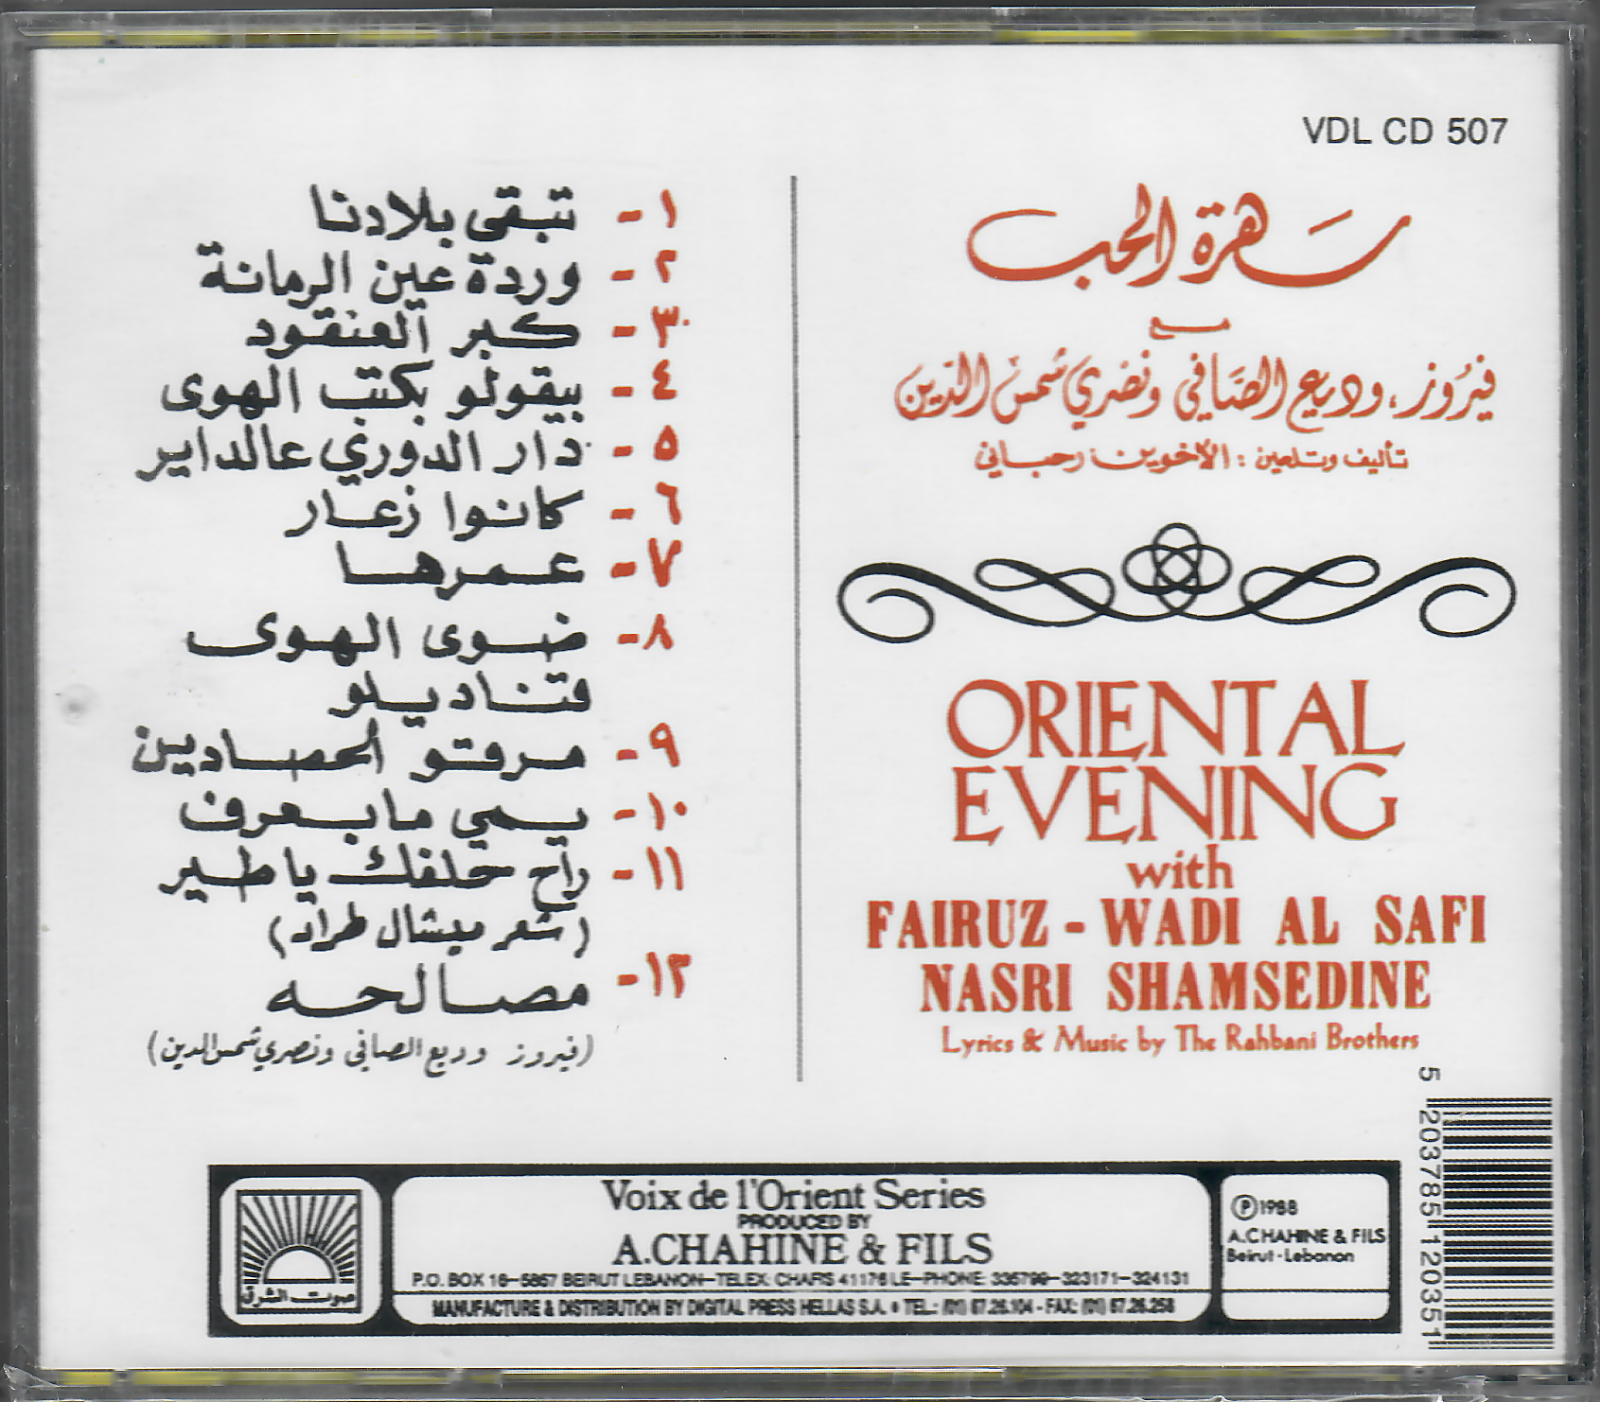 VDL CD 507
سهرة الحب
مع
فيروز، وديع الصافي ونصري شمس الدين
تأليف وتلحين : الأخوين رحباني
ORIENTAL
EVENING
with
FAIRUZ - WADI AL SAFI
NASRI SHAMSEDINE
Lyrics & Music by The Rahbani Brothers
١- تبقى بلادنا
٢- وردة عين الرمانة
٣- كبر العنقود
٤- بيقولو بكتب الهوى
٥- دار الدوري عالداير
٦- كانوا زعار
٧- عمرها
٨- ضوى الهوى
قناديلو
٩- مرقتو الحصادين
١٠- يمي ما بعرف
١١- راح حلفك يا طير
(شعر ميشال طراد)
١٢- مصالحه
(فيروز وديع الصافي ونصري شمس الدين)
صوت الشرق
Voix de l'Orient Series
PRODUCED BY
A.CHAHINE & FILS
P.O. BOX 16-5867 BEIRUT LEBANON-TELEX: CHAFIS 41176 LE-PHONE: 335799-323171-324131
MANUFACTURE & DISTRIBUTION BY DIGITAL PRESS HELLAS S.A. • TEL.: (01) 67.26.104 - FAX: (01) 67.26.258
Ⓟ 1988
A.CHAHINE & FILS
Beirut-Lebanon
5 203785 120351